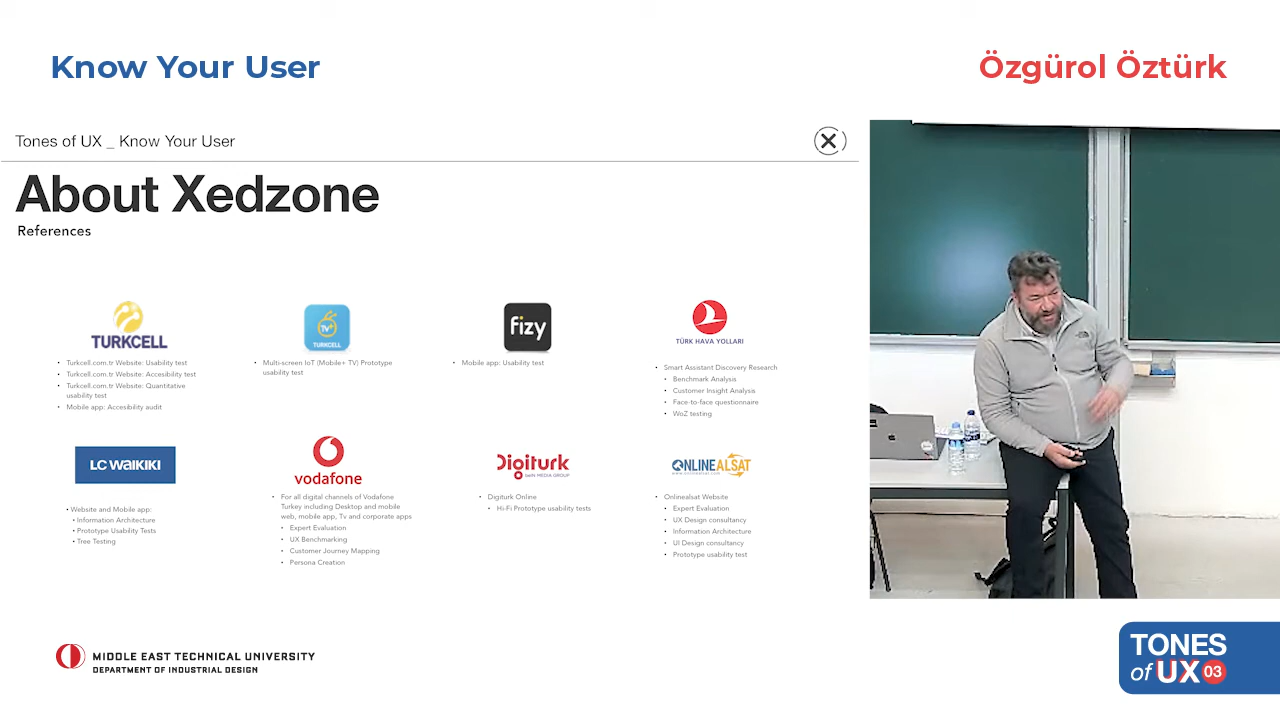 Know Your User
Özgürol Öztürk
Tones of UX _ Know Your User
About Xedzone
References
TURKCELL
• Turkcell.com.tr Website: Usability test
• Turkcell.com.tr Website: Accesibility test
• Turkcell.com.tr Website: Quantitative
usability test
• Mobile app: Accesibility audit
TV+
TURKCELL
• Multi-screen IoT (Mobile+ TV) Prototype
usability test
fizy
• Mobile app: Usability test
TÜRK HAVA YOLLARI
• Smart Assistant Discovery Research
• Benchmark Analysis
• Customer Insight Analysis
• Face-to-face questionnaire
• WoZ testing
LC WAIKIKI
• Website and Mobile app:
• Information Architecture
• Prototype Usability Tests
• Tree Testing
vodafone
• For all digital channels of Vodafone
Turkey including Desktop and mobile
web, mobile app, Tv and corporate apps
• Expert Evaluation
• UX Benchmarking
• Customer Journey Mapping
• Persona Creation
Digiturk
beIN MEDIA GROUP
• Digiturk Online
• Hi-Fi Prototype usability tests
ONLINEALSAT
www.onlinealsat.com
• Onlinealsat Website
• Expert Evaluation
• UX Design consultancy
• Information Architecture
• UI Design consultancy
• Prototype usability test
MIDDLE EAST TECHNICAL UNIVERSITY
DEPARTMENT OF INDUSTRIAL DESIGN
TONES
of UX 03